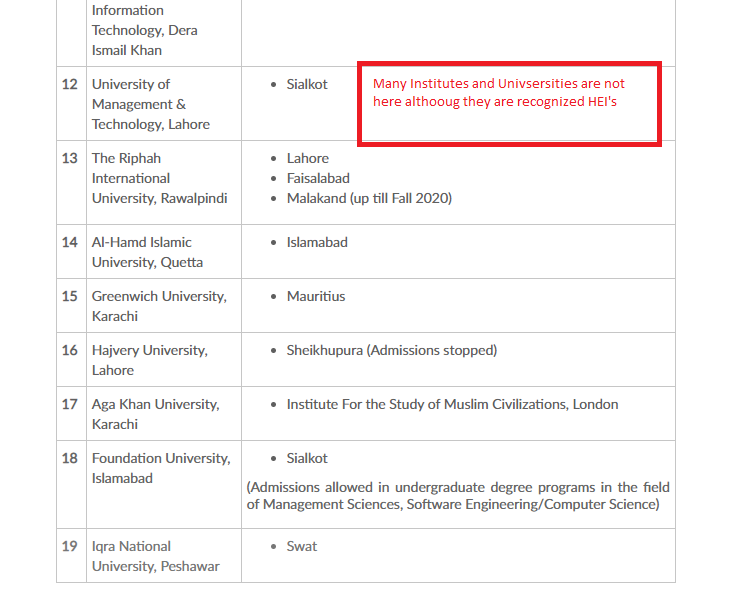 Information
Technology, Dera
Ismail Khan
12 University of
Management &
Technology, Lahore
• Sialkot
Many Institutes and Univsersities are not
here althooug they are recognized HEI's
13 The Riphah
International
University, Rawalpindi
• Lahore
• Faisalabad
• Malakand (up till Fall 2020)
14 Al-Hamd Islamic
University, Quetta
• Islamabad
15 Greenwich University,
Karachi
• Mauritius
16 Hajvery University,
Lahore
• Sheikhupura (Admissions stopped)
17 Aga Khan University,
Karachi
• Institute For the Study of Muslim Civilizations, London
18 Foundation University,
Islamabad
• Sialkot
(Admissions allowed in undergraduate degree programs in the field
of Management Sciences, Software Engineering/Computer Science)
19 Iqra National
University, Peshawar
• Swat